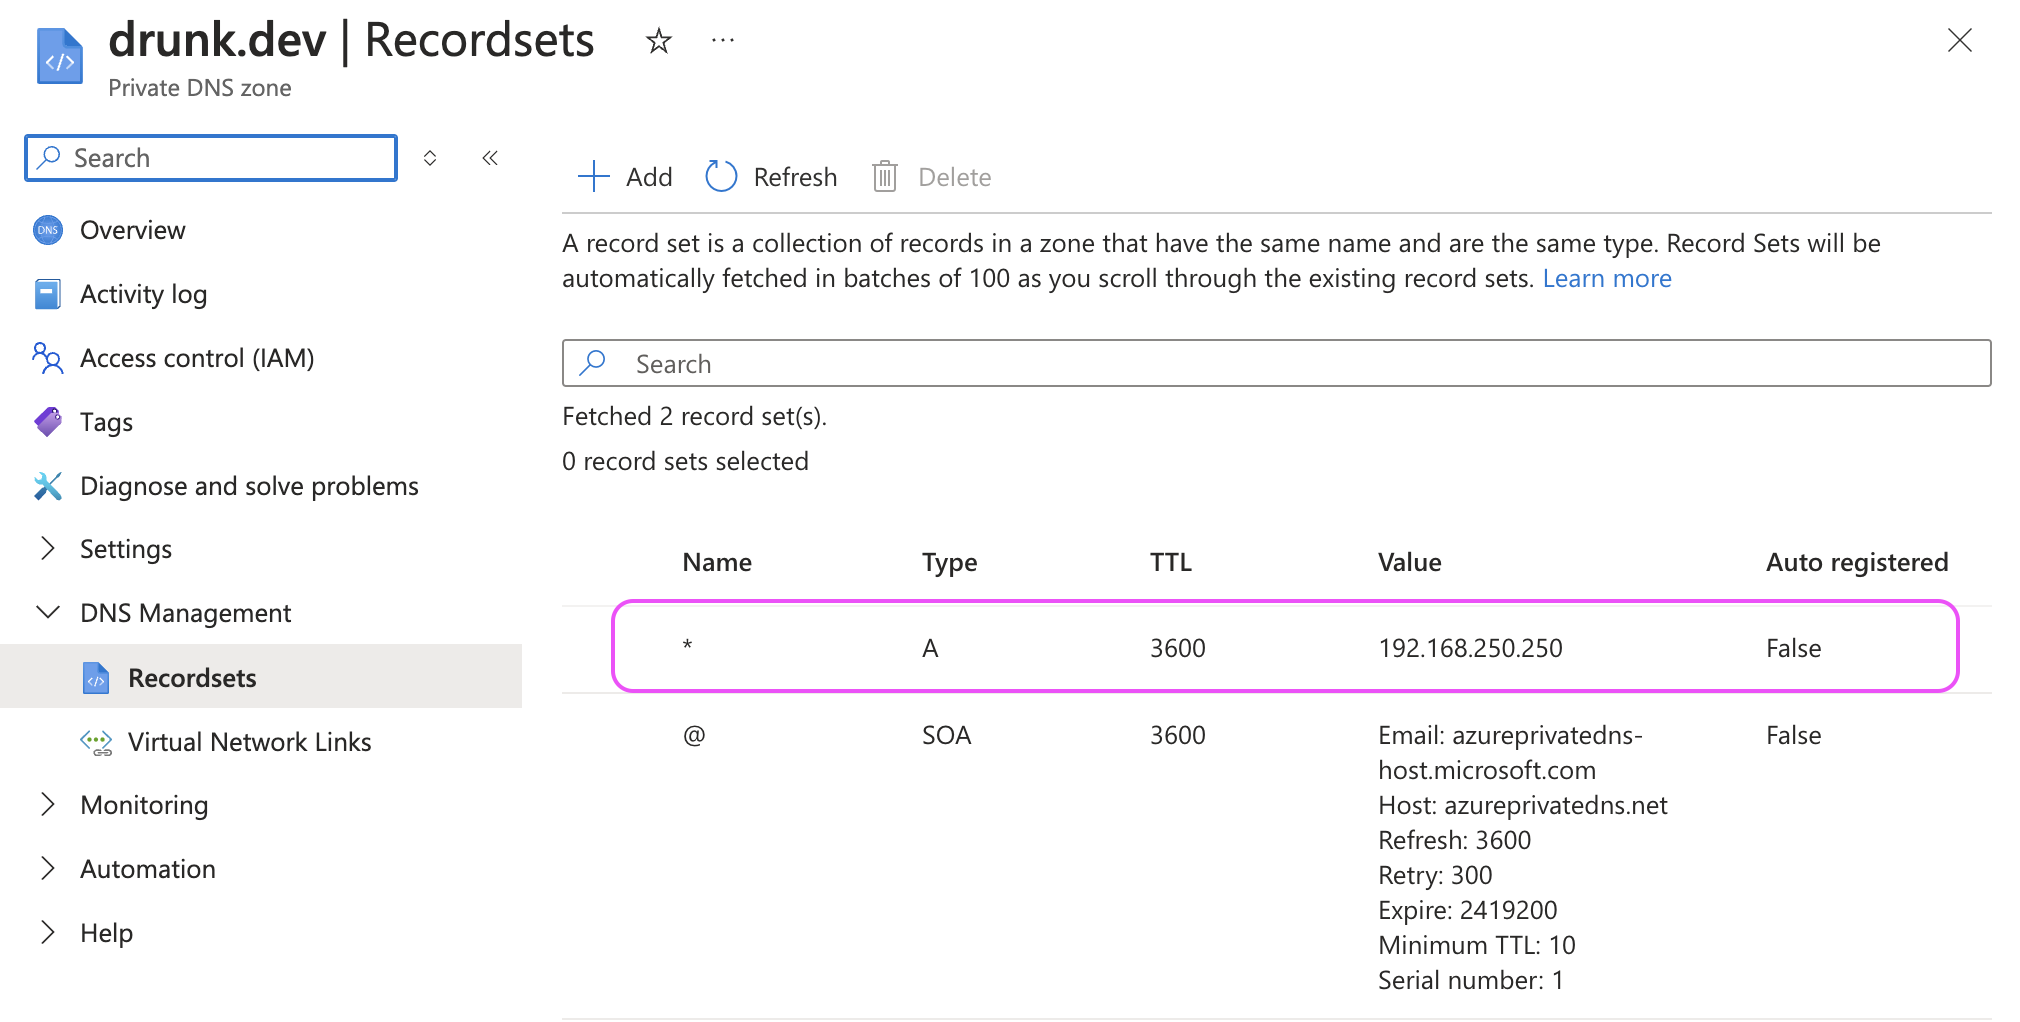 drunk.dev | Recordsets
Private DNS zone
Search
Overview
Activity log
Access control (IAM)
Tags
Diagnose and solve problems
Settings
DNS Management
Recordsets
Virtual Network Links
Monitoring
Automation
Help
Add Refresh Delete
A record set is a collection of records in a zone that have the same name and are the same type. Record Sets will be
automatically fetched in batches of 100 as you scroll through the existing record sets. Learn more
Search
Fetched 2 record set(s).
0 record sets selected
Name Type TTL Value Auto registered
* A 3600 192.168.250.250 False
@ SOA 3600 Email: azureprivatedns- False
host.microsoft.com
Host: azureprivatedns.net
Refresh: 3600
Retry: 300
Expire: 2419200
Minimum TTL: 10
Serial number: 1